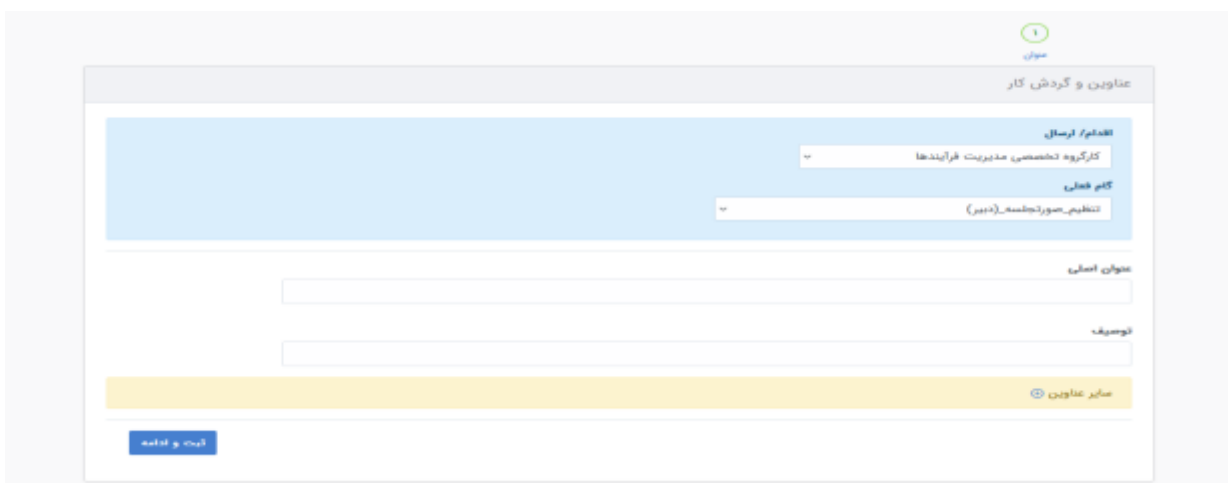 ۱
عنوان
عناوین و گردش کار
اقدام/ ارسال
کارگروه تخصصی مدیریت فرآیندها
گام فعلی
تنظیم_صورتجلسه_(دبیر)
عنوان اصلی
توصیف
سایر عناوین
ثبت و ادامه